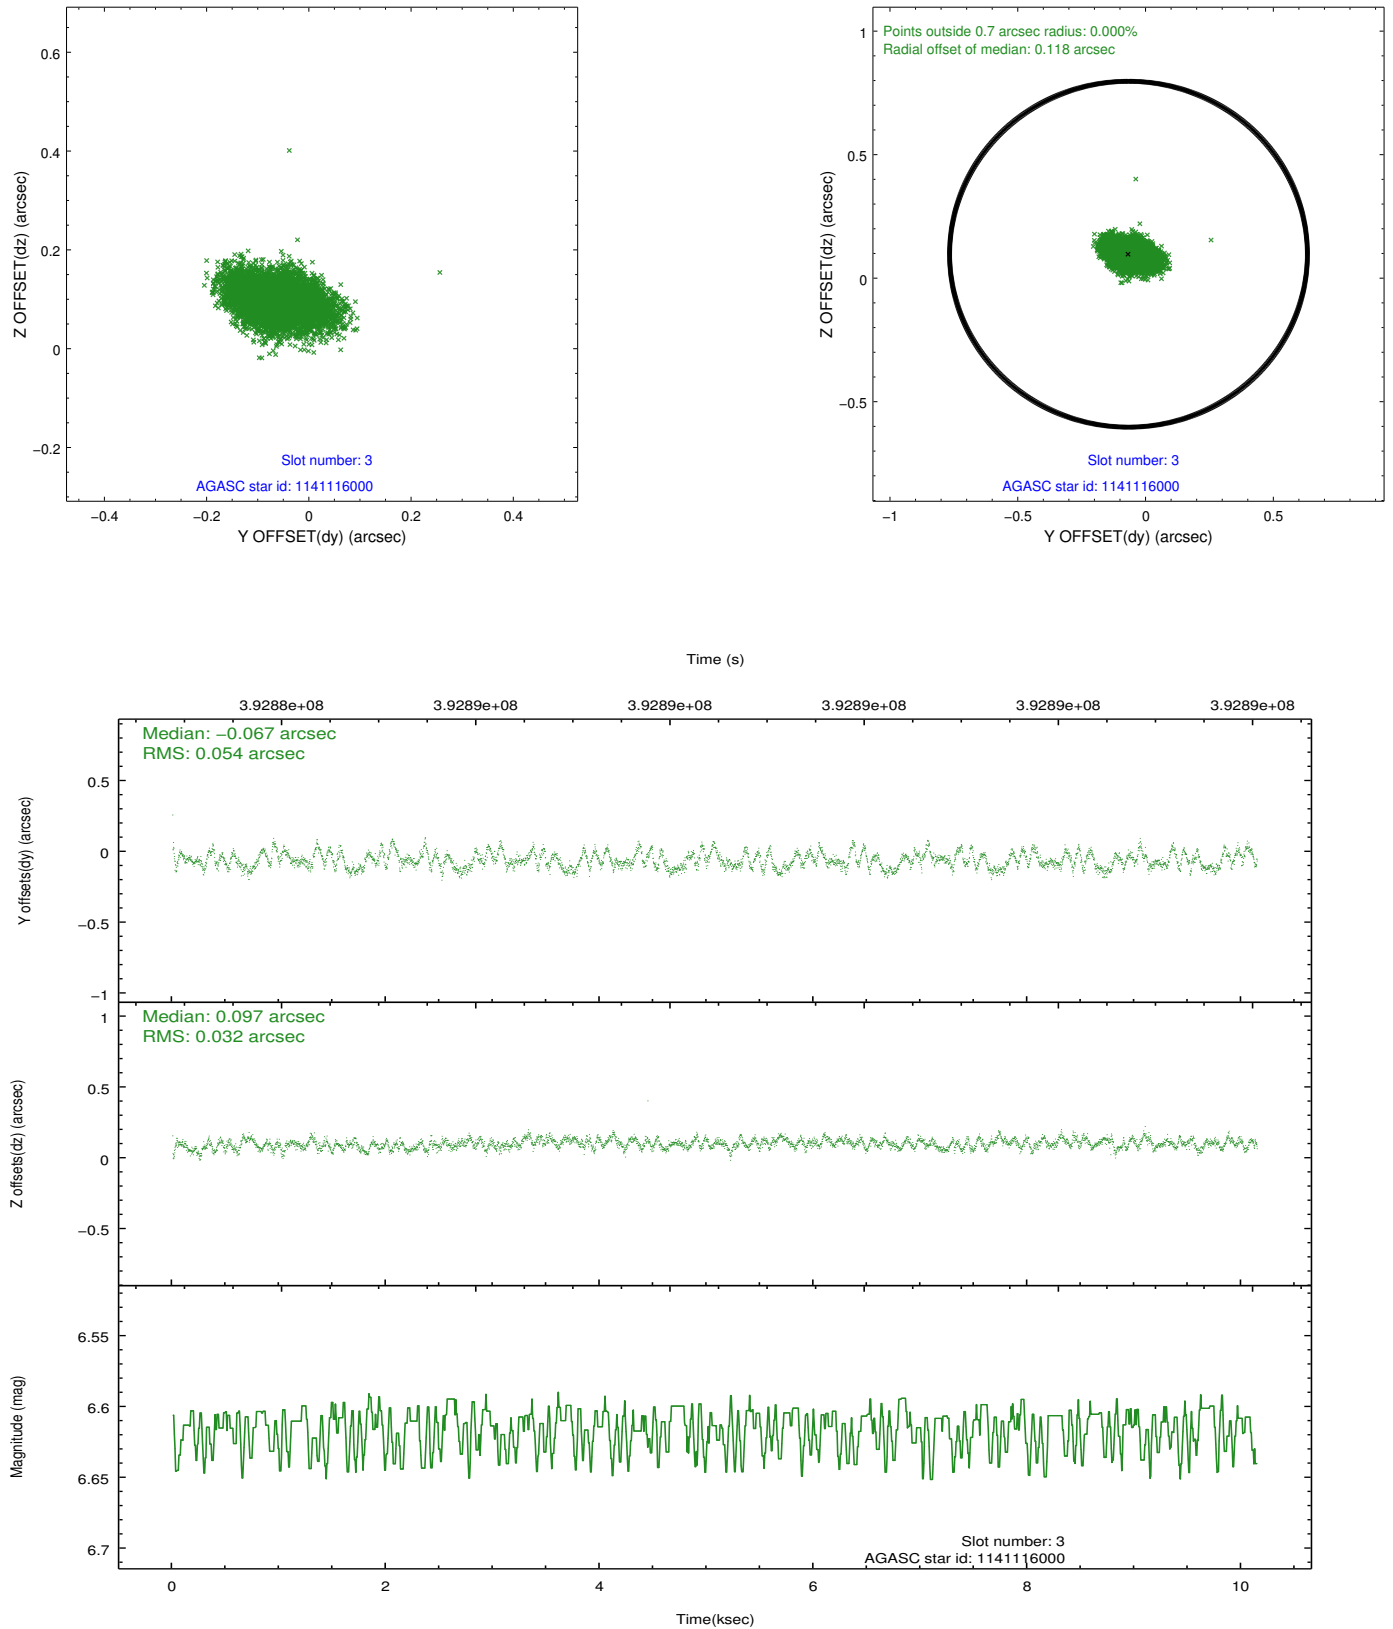 0.6
0.4
0.2
0
−0.2
Z OFFSET(dz) (arcsec)
Slot number: 3
AGASC star id: 1141116000
−0.4 −0.2 0 0.2 0.4
Y OFFSET(dy) (arcsec)
Points outside 0.7 arcsec radius: 0.000%
Radial offset of median: 0.118 arcsec
1
0.5
0
−0.5
Z OFFSET(dz) (arcsec)
Slot number: 3
AGASC star id: 1141116000
−1 −0.5 0 0.5
Y OFFSET(dy) (arcsec)
Time (s)
3.9288e+08 3.9289e+08 3.9289e+08 3.9289e+08 3.9289e+08 3.9289e+08
Median: −0.067 arcsec
RMS: 0.054 arcsec
0.5
0
−0.5
−1
Y offsets(dy) (arcsec)
Median: 0.097 arcsec
RMS: 0.032 arcsec
1
0.5
0
−0.5
Z offsets(dz) (arcsec)
6.55
6.6
6.65
6.7
Magnitude (mag)
Slot number: 3
AGASC star id: 1141116000
0 2 4 6 8 10
Time(ksec)